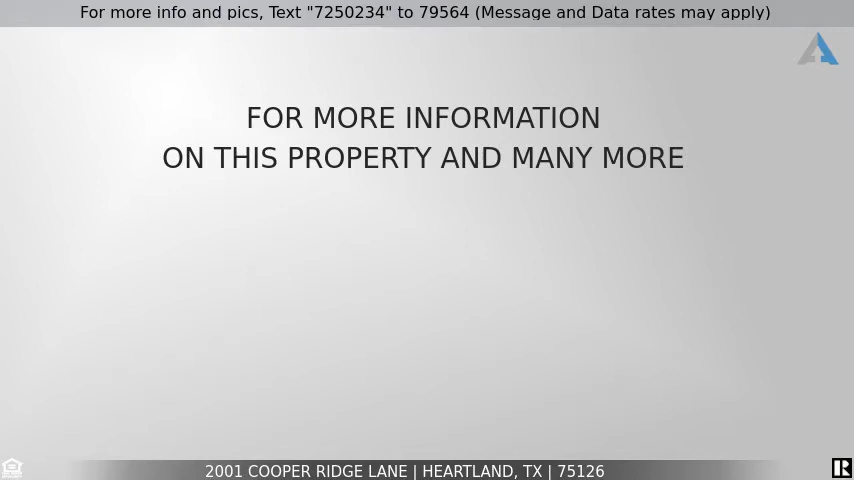 For more info and pics, Text "7250234" to 79564 (Message and Data rates may apply)
FOR MORE INFORMATION
ON THIS PROPERTY AND MANY MORE
2001 COOPER RIDGE LANE | HEARTLAND, TX | 75126